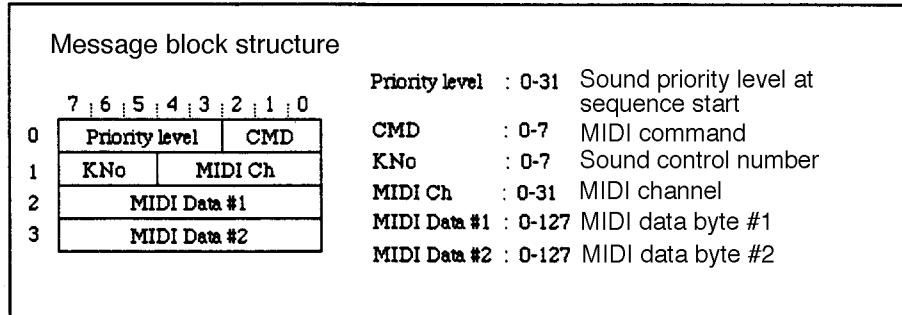 Message block structure
7 6 5 4 3 2 1 0
0 Priority level CMD
1 KNo MIDI Ch
2 MIDI Data #1
3 MIDI Data #2
Priority level : 0-31 Sound priority level at
sequence start
CMD : 0-7 MIDI command
KNo : 0-7 Sound control number
MIDI Ch : 0-31 MIDI channel
MIDI Data #1 : 0-127 MIDI data byte #1
MIDI Data #2 : 0-127 MIDI data byte #2